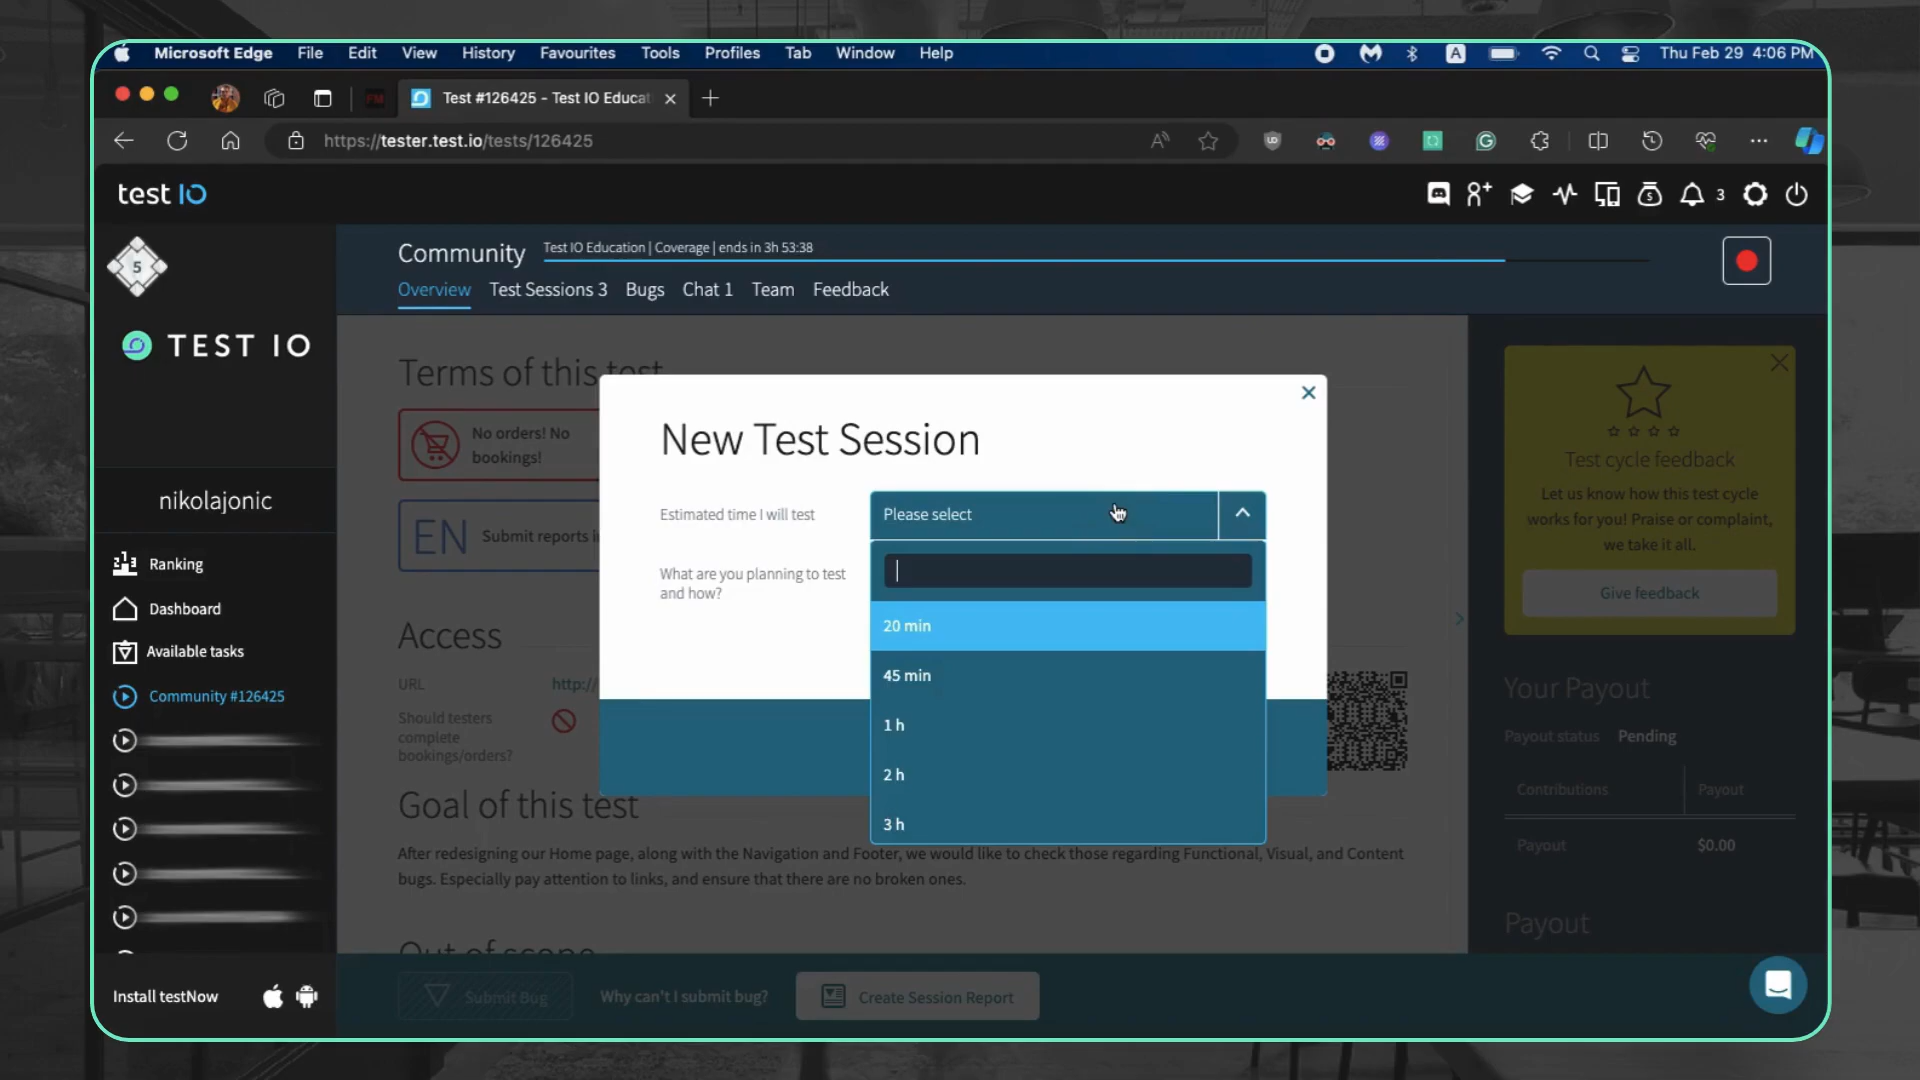 Microsoft Edge File Edit View History Favourites Tools Profiles Tab Window Help
A
Thu Feb 29 4:06 PM
Test #126425 - Test IO Educat
https://tester.test.io/tests/126425
test IO
3
5
TEST IO
Community
Test IO Education | Coverage | ends in 3h 53:38
Overview Test Sessions 3 Bugs Chat 1 Team Feedback
nikolajonic
Ranking
Dashboard
Available tasks
Community #126425
Install testNow
Terms of this test
No orders! No
bookings!
EN Submit reports i
Access
URL http:/
Should testers
complete
bookings/orders?
Goal of this test
After redesigning our Home page, along with the Navigation and Footer, we would like to check those regarding Functional, Visual, and Content
bugs. Especially pay attention to links, and ensure that there are no broken ones.
Out of scope
New Test Session
Estimated time I will test
Please select
What are you planning to test
and how?
20 min
45 min
1 h
2 h
3 h
Submit Bug
Why can't I submit bug?
Create Session Report
Test cycle feedback
Let us know how this test cycle
works for you! Praise or complaint,
we take it all.
Give feedback
Your Payout
Payout status Pending
Contributions Payout
Payout $0.00
Payout